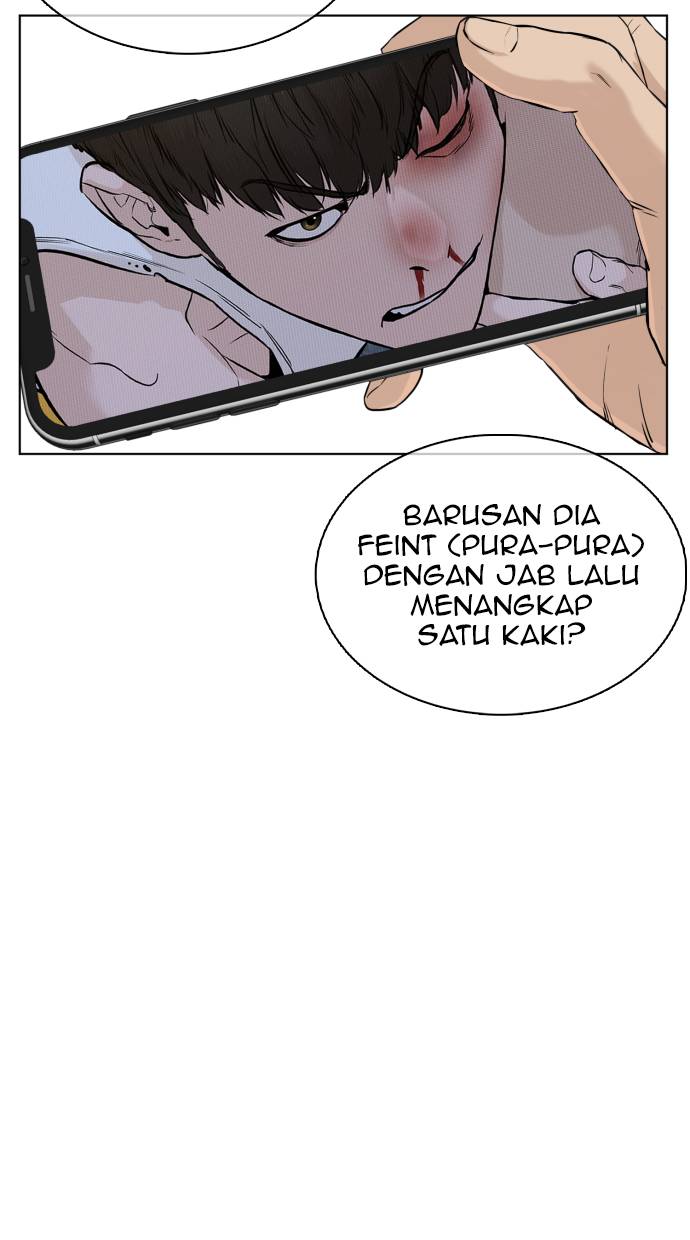 BARUSAN DIA
FEINT (PURA-PURA)
DENGAN JAB LALU
MENANGKAP
SATU KAKI?